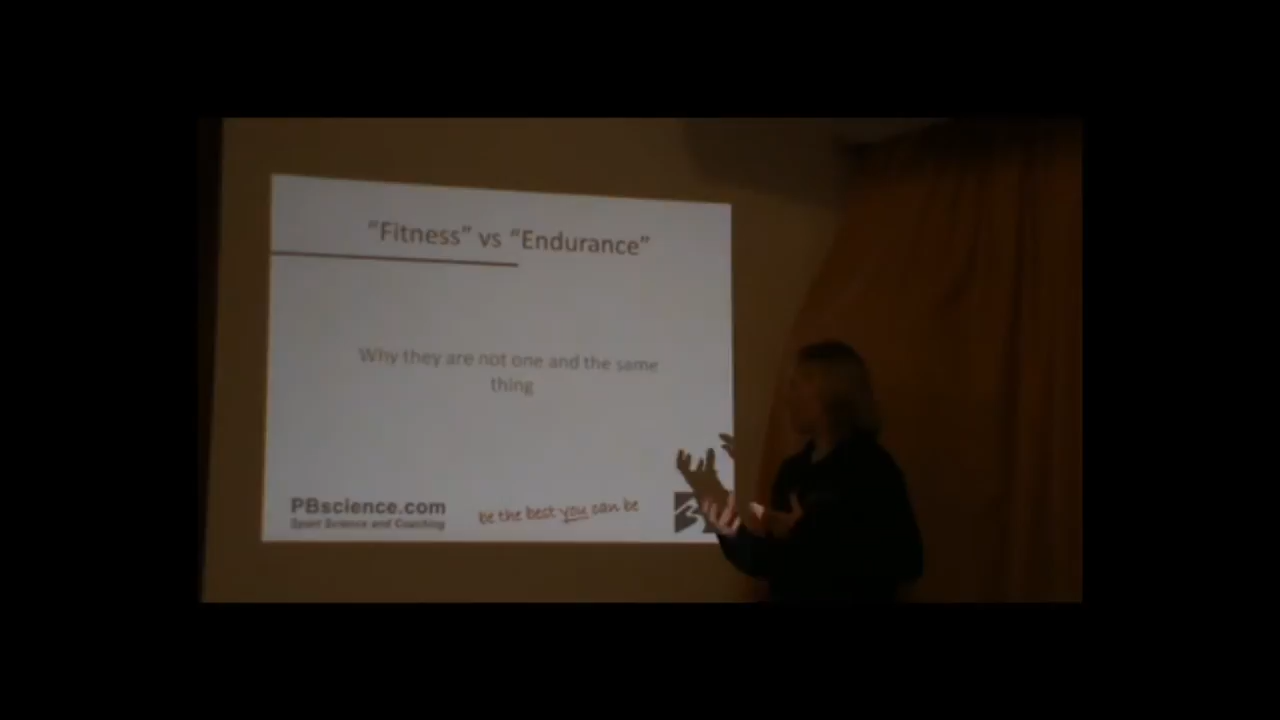 “Fitness” vs “Endurance”
Why they are not one and the same
thing
PBscience.com
Sport Science and Coaching
be the best you can be